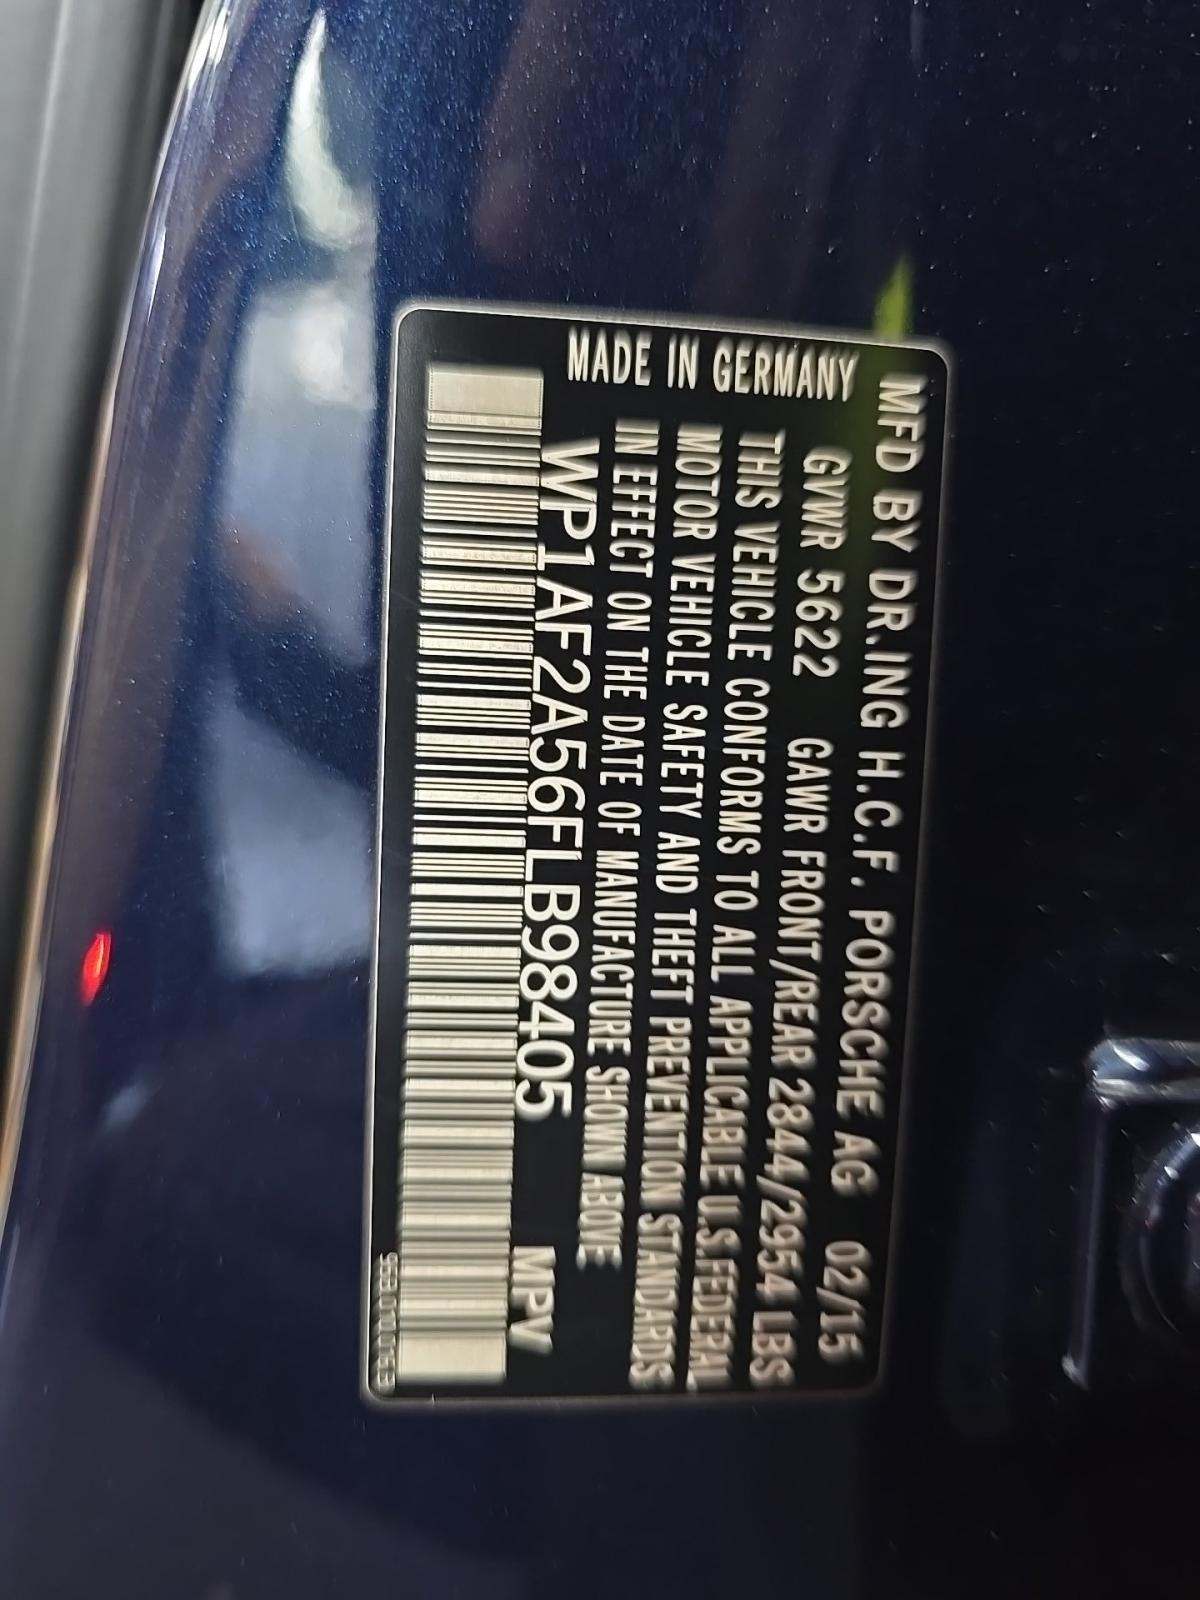 MFD BY DR.ING H.C.F. PORSCHE AG 02/15
GVWR 5622 GAWR FRONT/REAR 2844/2954 LBS
THIS VEHICLE CONFORMS TO ALL APPLICABLE U.S.FEDERAL
MOTOR VEHICLE SAFETY AND THEFT PREVENTION STANDARDS
IN EFFECT ON THE DATE OF MANUFACTURE SHOWN ABOVE
MADE IN GERMANY
WP1AF2A56FLB98405 MPV